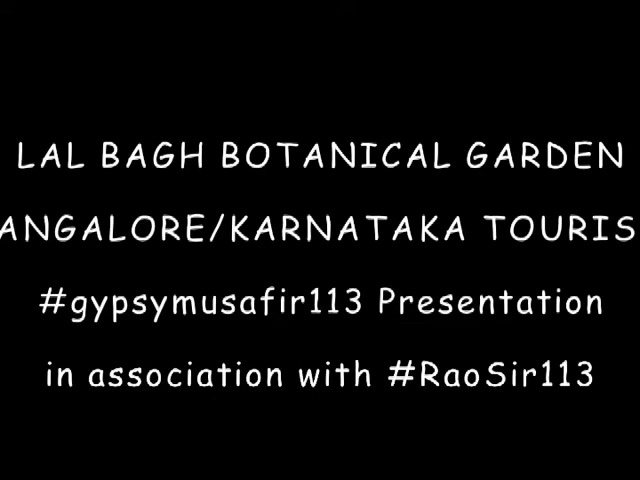 LAL BAGH BOTANICAL GARDEN
ANGALORE/KARNATAKA TOURIS
#gypsymusafir113 Presentation
in association with #RaoSir113